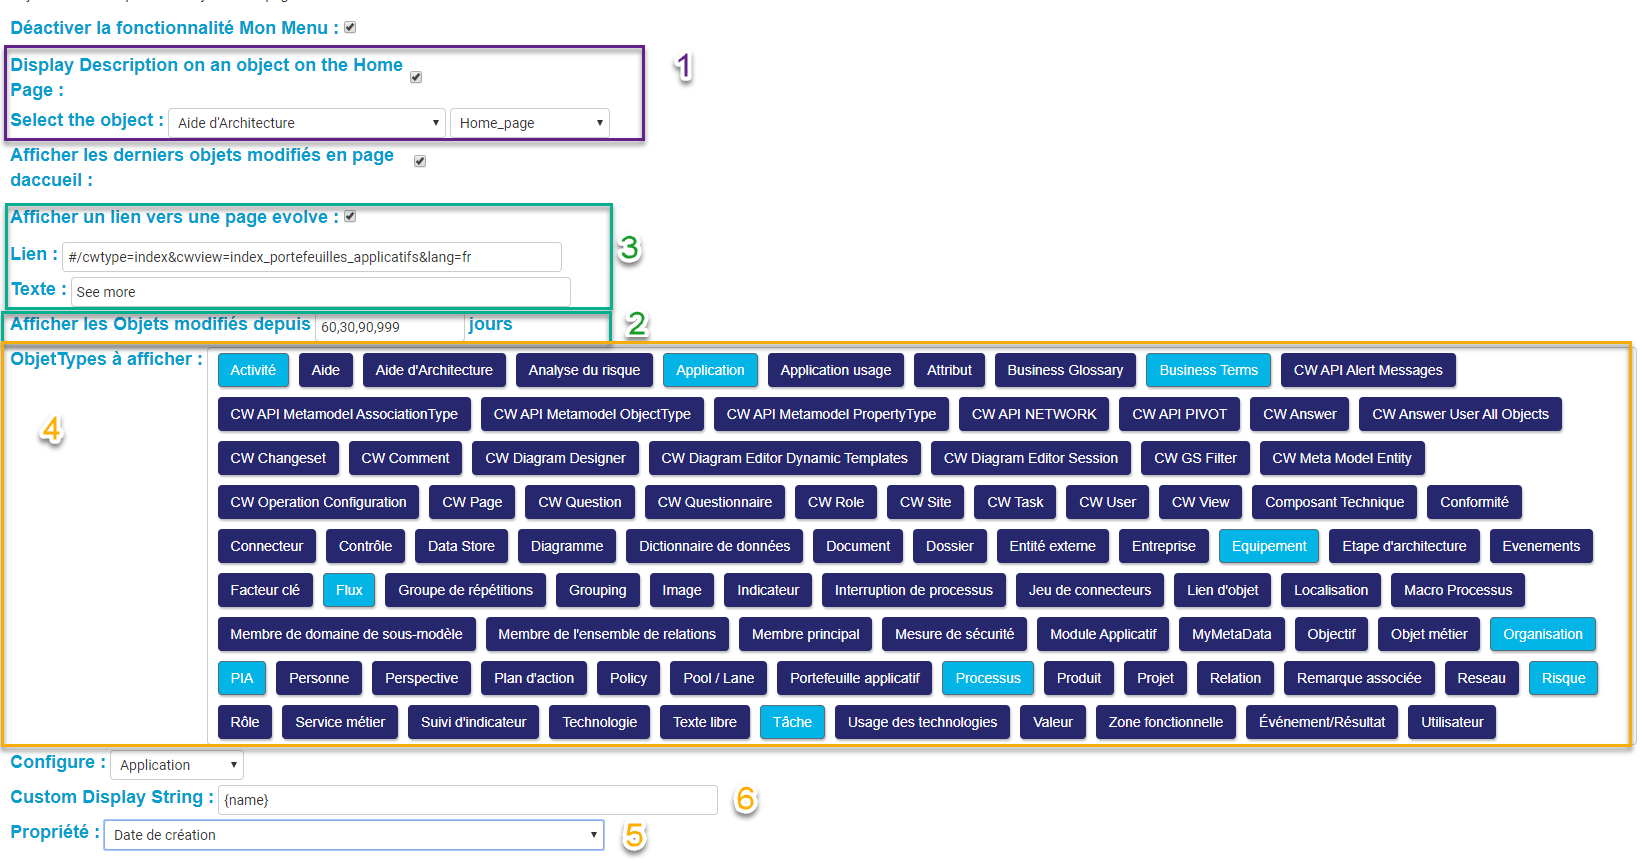 Déactiver la fonctionnalité Mon Menu :
1
Display Description on an object on the Home
Page :
Select the object : Aide d'Architecture Home_page
Afficher les derniers objets modifiés en page
daccueil :
Afficher un lien vers une page evolve :
3
Lien : #/cwtype=index&cwview=index_portefeuilles_applicatifs&lang=fr
Texte : See more
Afficher les Objets modifiés depuis 60,30,90,999 jours
2
ObjetTypes à afficher : Activité Aide Aide d'Architecture Analyse du risque Application Application usage Attribut Business Glossary Business Terms CW API Alert Messages
CW API Metamodel AssociationType CW API Metamodel ObjectType CW API Metamodel PropertyType CW API NETWORK CW API PIVOT CW Answer CW Answer User All Objects
4
CW Changeset CW Comment CW Diagram Designer CW Diagram Editor Dynamic Templates CW Diagram Editor Session CW GS Filter CW Meta Model Entity
CW Operation Configuration CW Page CW Question CW Questionnaire CW Role CW Site CW Task CW User CW View Composant Technique Conformité
Connecteur Contrôle Data Store Diagramme Dictionnaire de données Document Dossier Entité externe Entreprise Equipement Etape d'architecture Evenements
Facteur clé Flux Groupe de répétitions Grouping Image Indicateur Interruption de processus Jeu de connecteurs Lien d'objet Localisation Macro Processus
Membre de domaine de sous-modèle Membre de l'ensemble de relations Membre principal Mesure de sécurité Module Applicatif MyMetaData Objectif Objet métier Organisation
PIA Personne Perspective Plan d'action Policy Pool / Lane Portefeuille applicatif Processus Produit Projet Relation Remarque associée Reseau Risque
Rôle Service métier Suivi d'indicateur Technologie Texte libre Tâche Usage des technologies Valeur Zone fonctionnelle Événement/Résultat Utilisateur
Configure : Application
Custom Display String : {name}
6
Propriété : Date de création
5